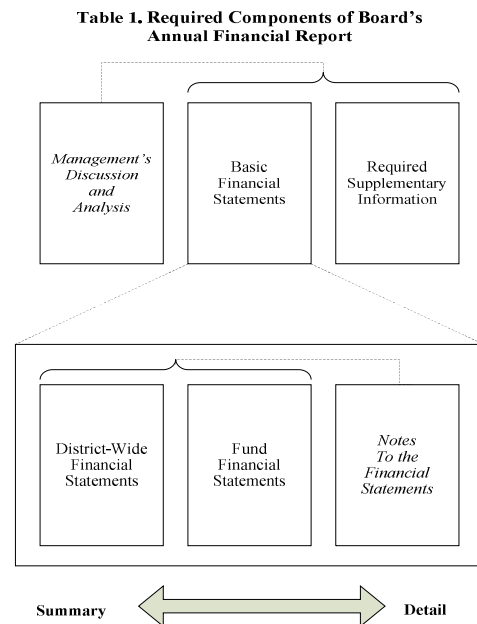 Table 1. Required Components of Board's
Annual Financial Report
Management's
Discussion
and
Analysis
Basic
Financial
Statements
Required
Supplementary
Information
District-Wide
Financial
Statements
Fund
Financial
Statements
Notes
To the
Financial
Statements
Summary
Detail